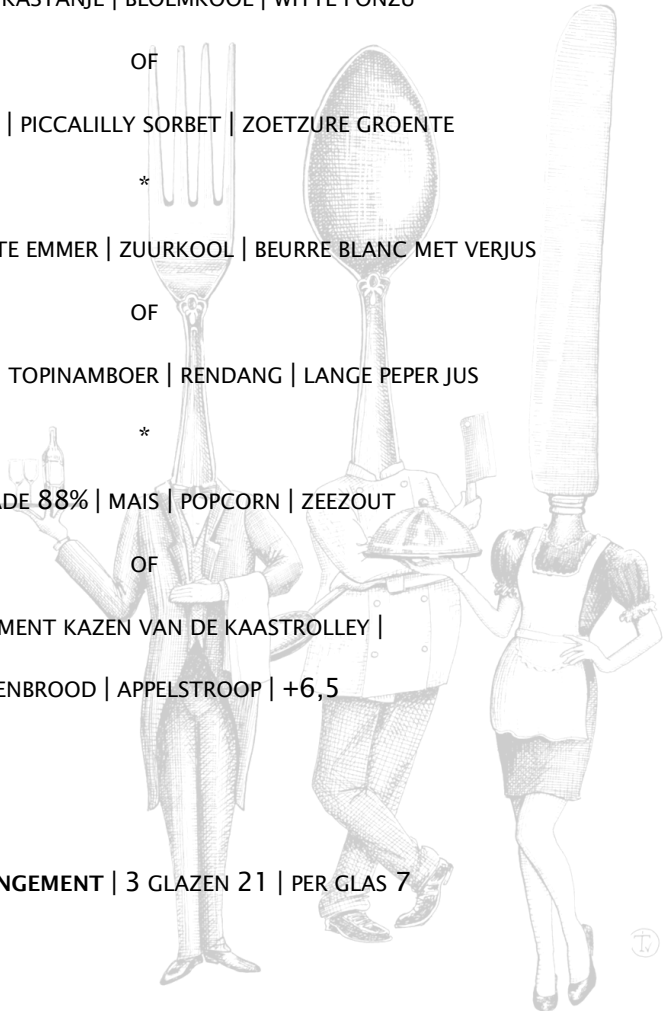 KASTANJE | BLOEMKOOL | WITTE PONZU
OF
| PICCALILLY SORBET | ZOETZURE GROENTE
*
TE EMMER | ZUURKOOL | BEURRE BLANC MET VERJUS
OF
TOPINAMBOER | RENDANG | LANGE PEPER JUS
*
ADE 88% | MAIS | POPCORN | ZEEZOUT
OF
MENT KAZEN VAN DE KAASTROLLEY |
ENBROOD | APPELSTROOP | +6,5
NGEMENT | 3 GLAZEN 21 | PER GLAS 7